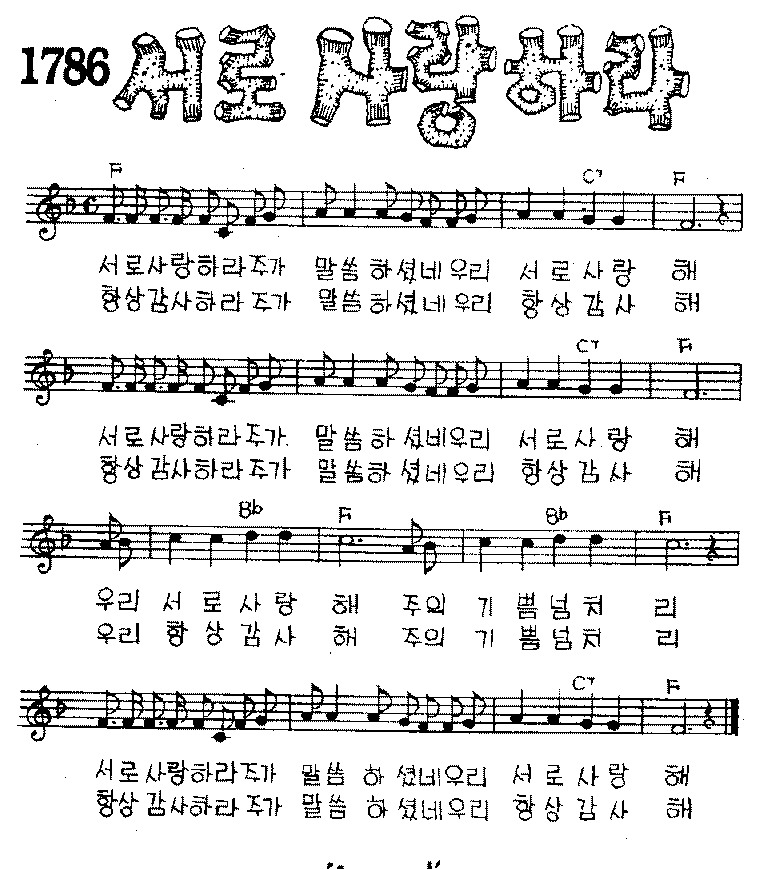 1786 서로 사랑하라
F C7 F
서로사랑하라주가 말씀하셨네우리 서로사랑 해
항상감사하라주가 말씀하셨네우리 항상감사 해
C7 F
서로사랑하라주가 말씀하셨네우리 서로사랑 해
항상감사하라주가 말씀하셨네우리 항상감사 해
Bb F Bb F
우리 서로사랑 해 주의 기쁨넘쳐 리
우리 항상감사 해 주의 기쁨넘쳐 리
C7 F
서로사랑하라주가 말씀하셨네우리 서로사랑 해
항상감사하라주가 말씀하셨네우리 항상감사 해